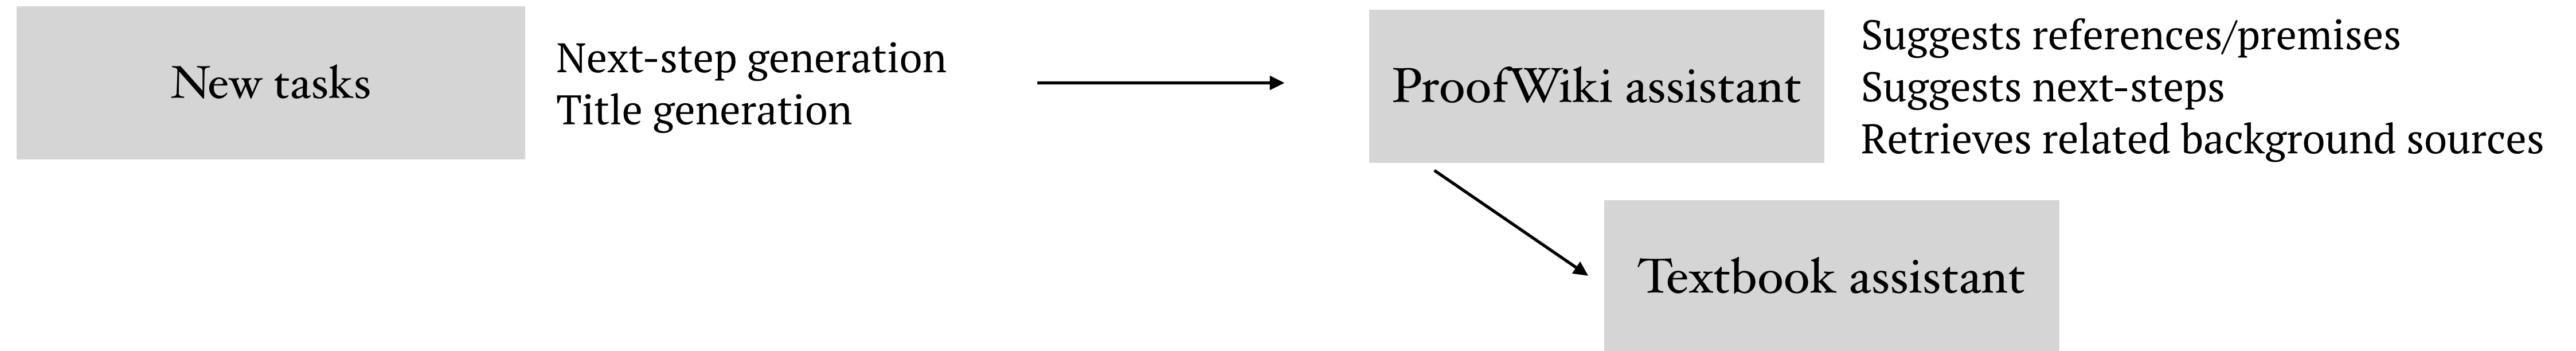 New tasks
Next-step generation
Title generation
ProofWiki assistant
Suggests references/premises
Suggests next-steps
Retrieves related background sources
Textbook assistant